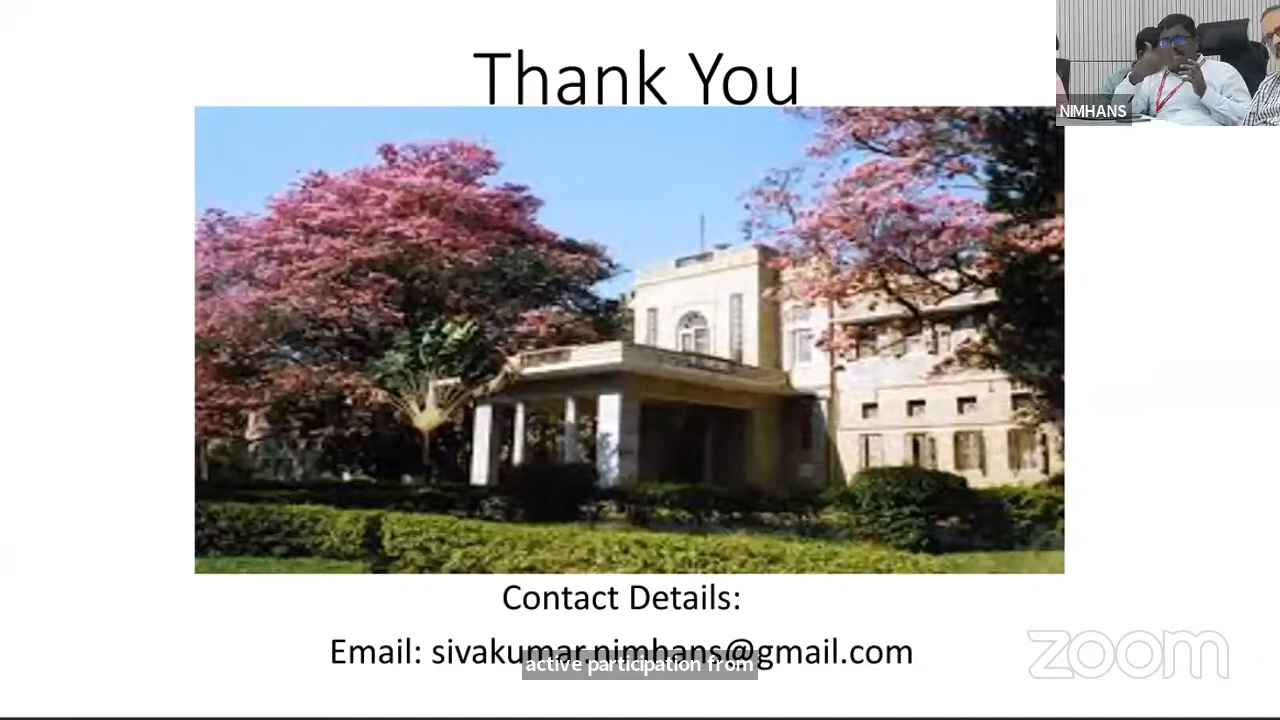 Thank You
NIMHANS
Contact Details:
Email: sivakumar.nimhans@gmail.com
active participation from
zoom